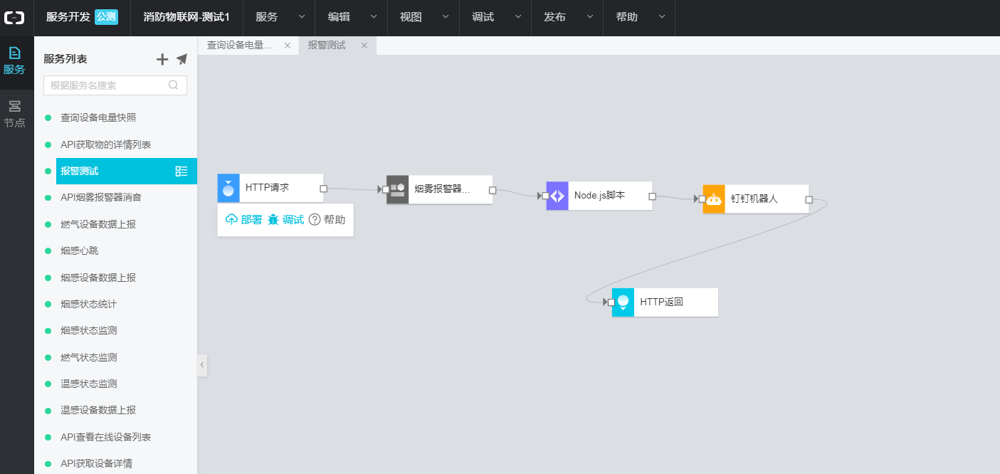 服务开发 公测 消防物联网-测试1 服务 编辑 视图 调试 发布 帮助
服务
节点
服务列表
根据服务名搜索
查询设备电量快照
API获取物的详情列表
报警测试
API烟雾报警器消音
燃气设备数据上报
烟感心跳
烟感设备数据上报
烟感状态统计
烟感状态监测
燃气状态监测
温感状态监测
温感设备数据上报
API查看在线设备列表
API获取设备详情
查询设备电量... 报警测试
HTTP请求
部署 调试 帮助
烟雾报警器...
Node.js脚本
钉钉机器人
HTTP返回